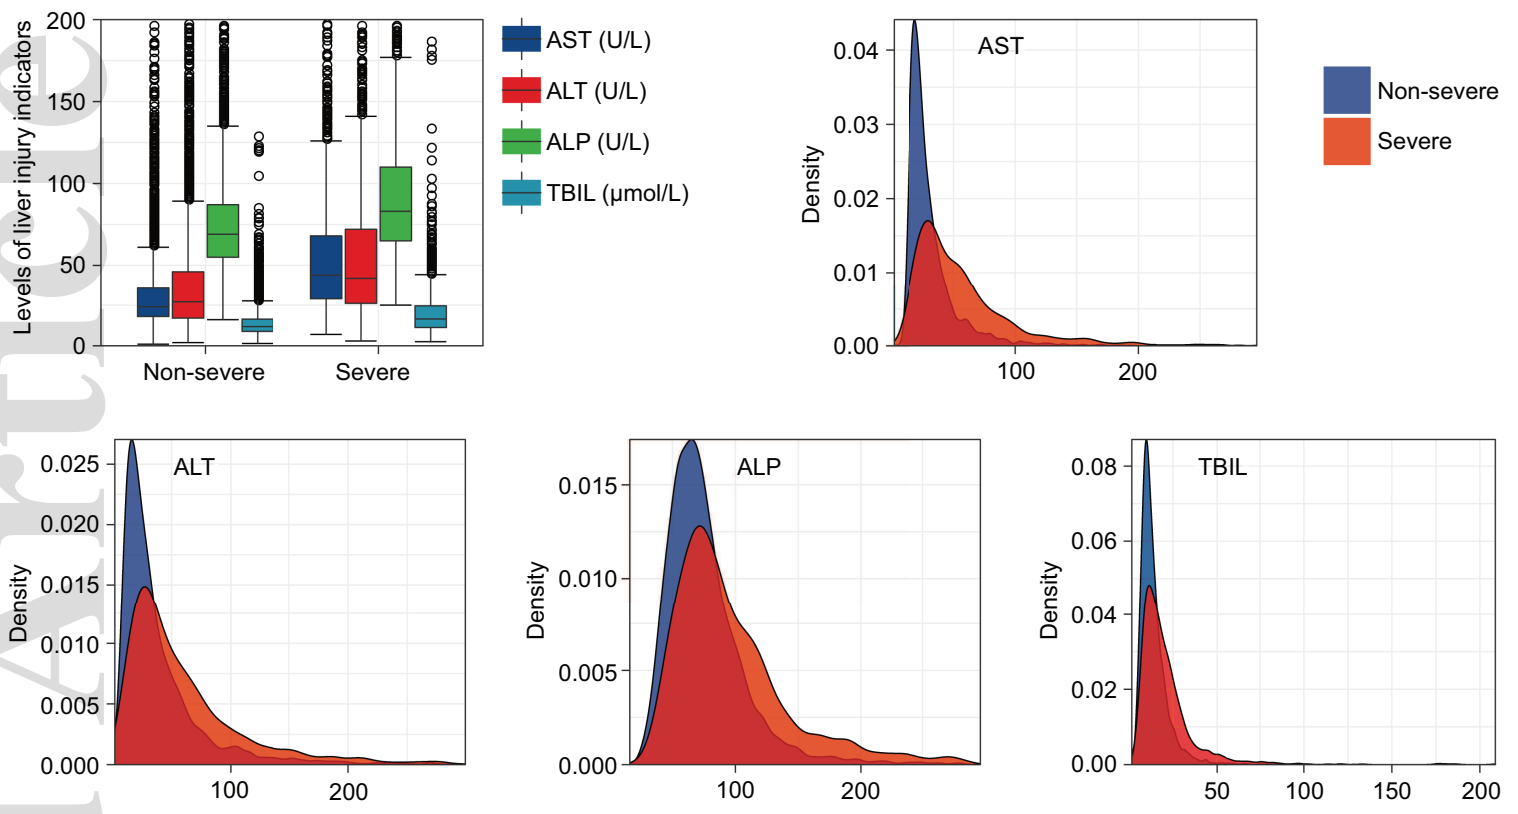 Levels of liver injury indicators
200
150
100
50
0
Non-severe
Severe
AST (U/L)
ALT (U/L)
ALP (U/L)
TBIL (μmol/L)
AST
Density
0.04
0.03
0.02
0.01
0.00
100
200
Non-severe
Severe
ALT
Density
0.025
0.020
0.015
0.010
0.005
0.000
100
200
ALP
Density
0.015
0.010
0.005
0.000
100
200
TBIL
Density
0.08
0.06
0.04
0.02
0.00
50
100
150
200
Article